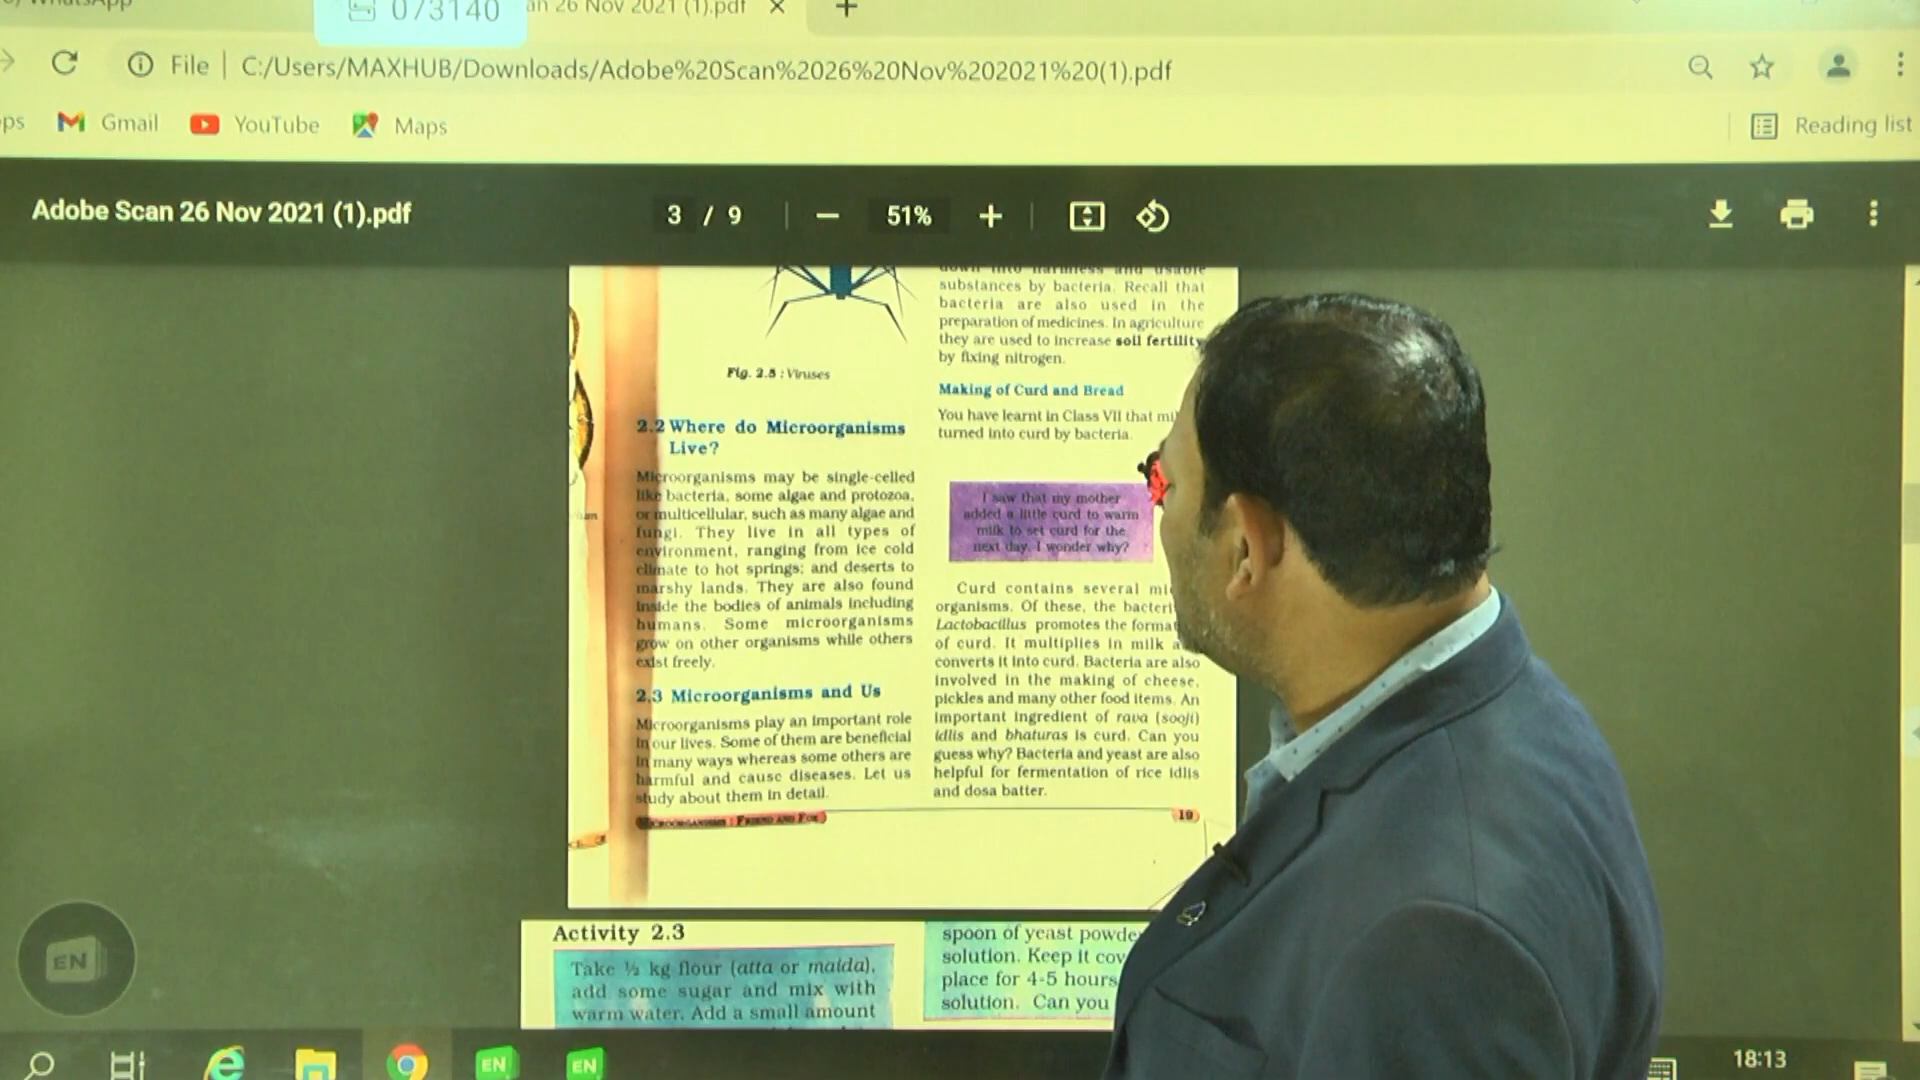 WhatsApp
073140
an 26 Nov 2021 (1).pdf
File
C:/Users/MAXHUB/Downloads/Adobe%20Scan%2026%20Nov%202021%20(1).pdf
Gmail
YouTube
Maps
Reading list
Adobe Scan 26 Nov 2021 (1).pdf
3 / 9
51%
Fig. 2.5 : Viruses
2.2 Where do Microorganisms
Live?
Microorganisms may be single-celled
like bacteria, some algae and protozoa,
or multicellular, such as many algae and
fungi. They live in all types of
environment, ranging from ice cold
climate to hot springs; and deserts to
marshy lands. They are also found
inside the bodies of animals including
humans. Some microorganisms
grow on other organisms while others
exist freely.
2.3 Microorganisms and Us
Microorganisms play an important role
in our lives. Some of them are beneficial
in many ways whereas some others are
harmful and cause diseases. Let us
study about them in detail.
MICROORGANISMS : FRIEND AND FOE
down into harmless and usable
substances by bacteria. Recall that
bacteria are also used in the
preparation of medicines. In agriculture
they are used to increase soil fertility
by fixing nitrogen.
Making of Curd and Bread
You have learnt in Class VII that
turned into curd by bacteria.
I saw that my mother
added a little curd to warm
milk to set curd for the
next day. I wonder why?
Curd contains several
organisms. Of these, the
Lactobacillus promotes the
of curd. It multiplies in milk
converts it into curd. Bacteria are also
involved in the making of cheese,
pickles and many other food items. An
important ingredient of rava (sooji)
idlis and bhaturas is curd. Can you
guess why? Bacteria and yeast are also
helpful for fermentation of rice idlis
and dosa batter.
19
Activity 2.3
Take ½ kg flour (atta or maida),
add some sugar and mix with
warm water. Add a small amount
spoon of yeast
solution. Keep it
place for 4-5 hours
solution. Can you
EN
EN
EN
18:13